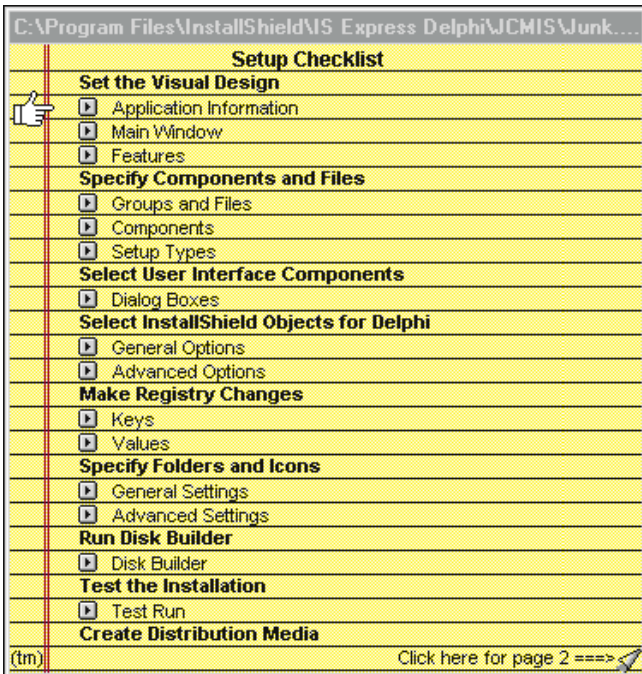 C:\Program Files\InstallShield\IS Express Delphi\JCMIS\Junk....
Setup Checklist
Set the Visual Design
Application Information
Main Window
Features
Specify Components and Files
Groups and Files
Components
Setup Types
Select User Interface Components
Dialog Boxes
Select InstallShield Objects for Delphi
General Options
Advanced Options
Make Registry Changes
Keys
Values
Specify Folders and Icons
General Settings
Advanced Settings
Run Disk Builder
Disk Builder
Test the Installation
Test Run
Create Distribution Media
(tm) Click here for page 2 ===>